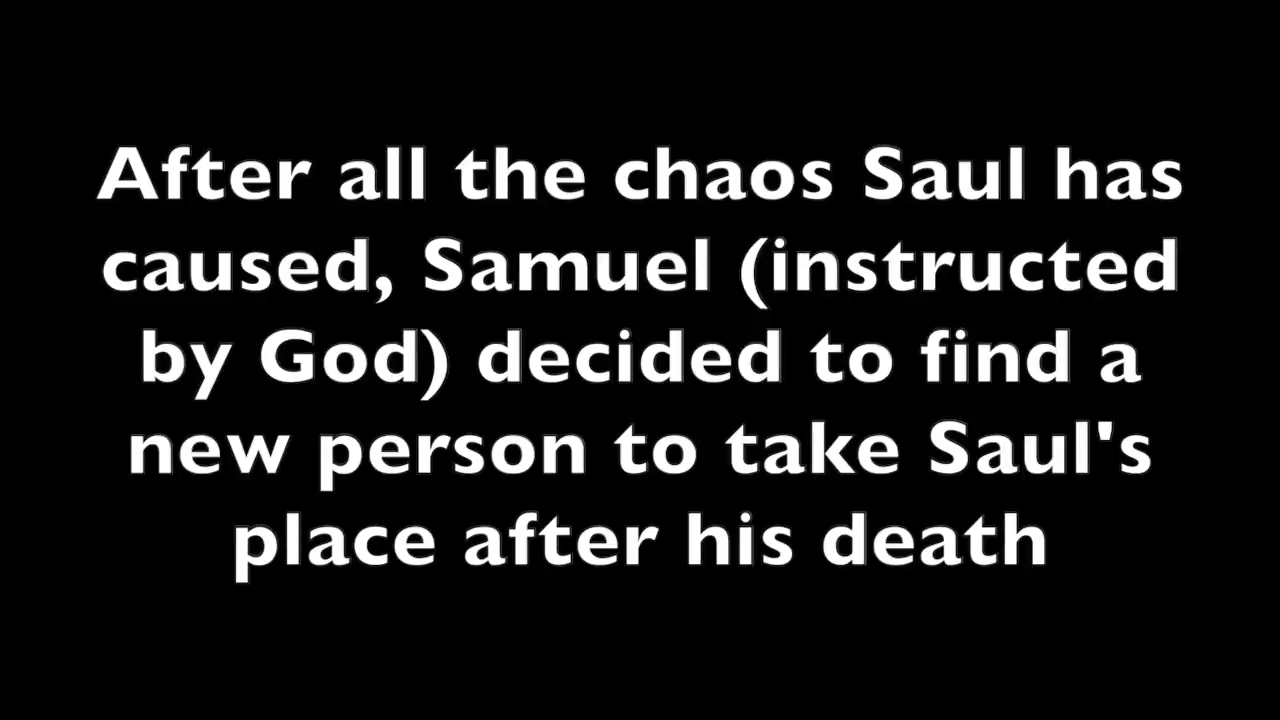 After all the chaos Saul has
caused, Samuel (instructed
by God) decided to find a
new person to take Saul's
place after his death